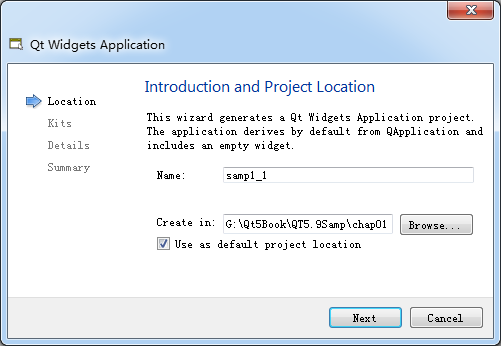 Qt Widgets Application
Introduction and Project Location
Location
Kits
Details
Summary
This wizard generates a Qt Widgets Application project.
The application derives by default from QApplication and
includes an empty widget.
Name: samp1_1
Create in: G:\Qt5Book\QT5.9Samp\chap01 Browse...
Use as default project location
Next Cancel